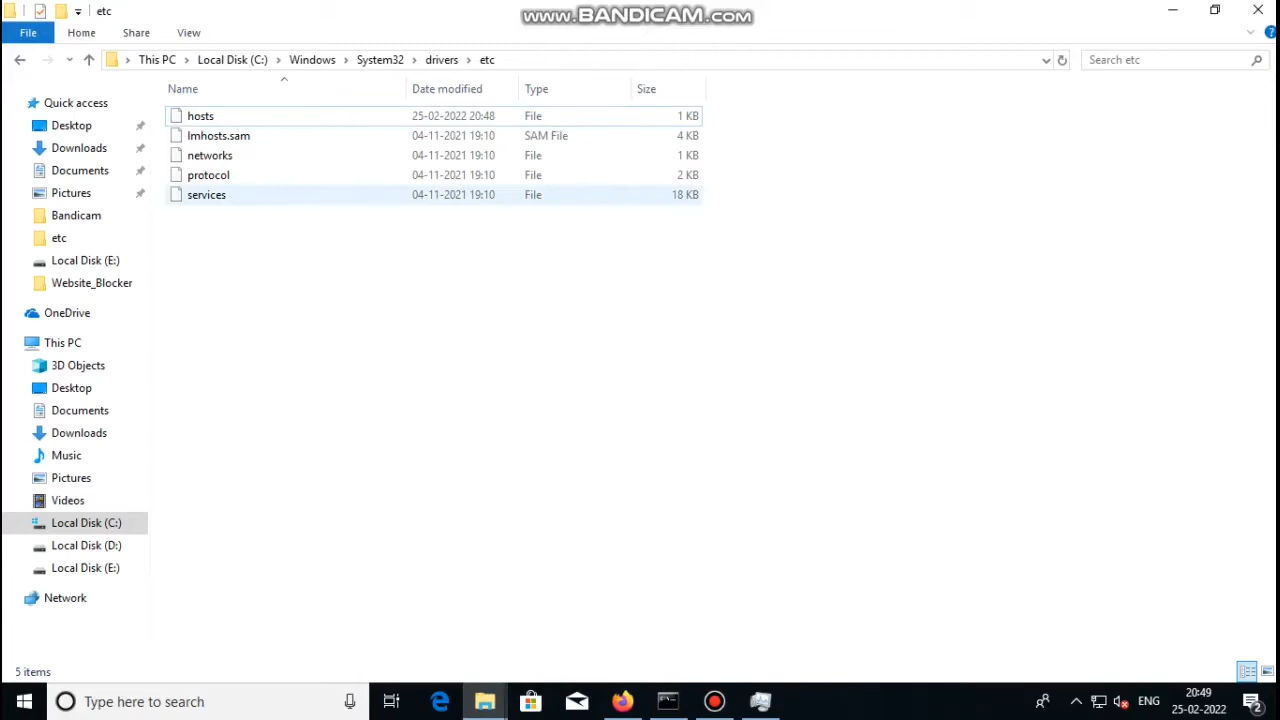 etc
www.BANDICAM.com
File Home Share View
This PC Local Disk (C:) Windows System32 drivers etc
Search etc
Name Date modified Type Size
hosts 25-02-2022 20:48 File 1 KB
lmhosts.sam 04-11-2021 19:10 SAM File 4 KB
networks 04-11-2021 19:10 File 1 KB
protocol 04-11-2021 19:10 File 2 KB
services 04-11-2021 19:10 File 18 KB
Quick access
Desktop
Downloads
Documents
Pictures
Bandicam
etc
Local Disk (E:)
Website_Blocker
OneDrive
This PC
3D Objects
Desktop
Documents
Downloads
Music
Pictures
Videos
Local Disk (C:)
Local Disk (D:)
Local Disk (E:)
Network
5 items
Type here to search
ENG
20:49
25-02-2022
2